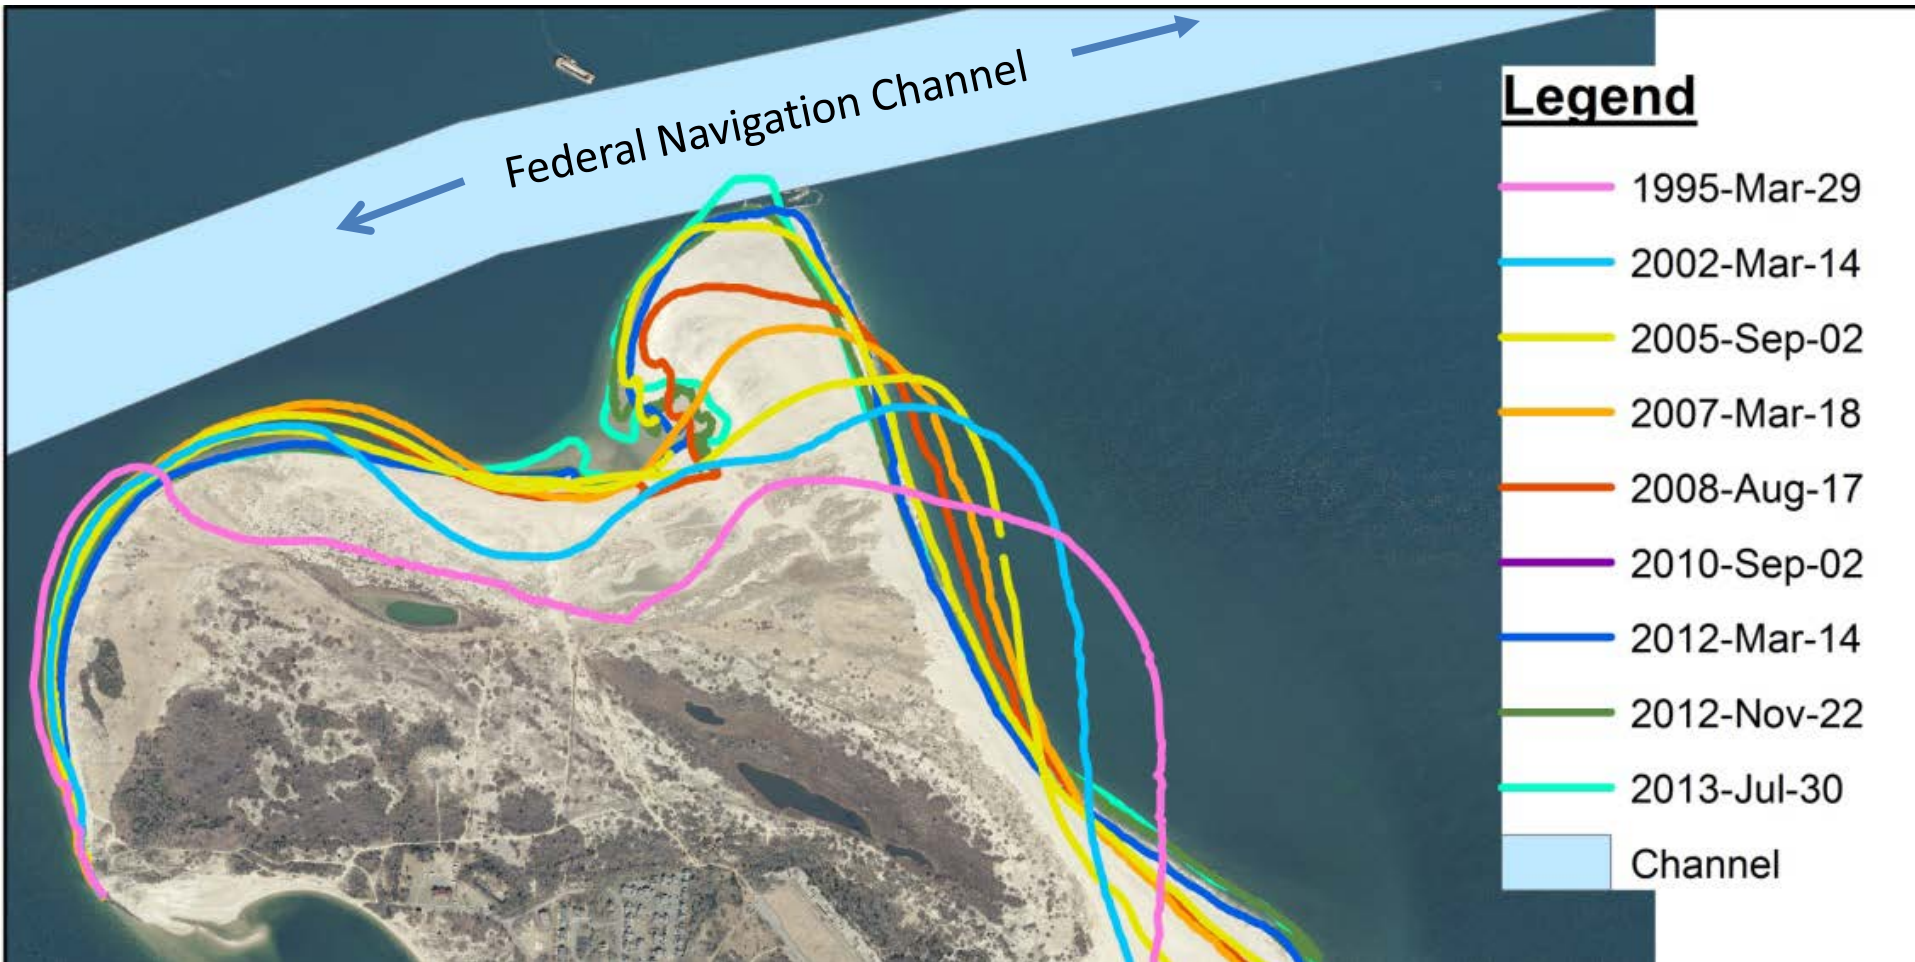 Federal Navigation Channel
Legend
1995-Mar-29
2002-Mar-14
2005-Sep-02
2007-Mar-18
2008-Aug-17
2010-Sep-02
2012-Mar-14
2012-Nov-22
2013-Jul-30
Channel